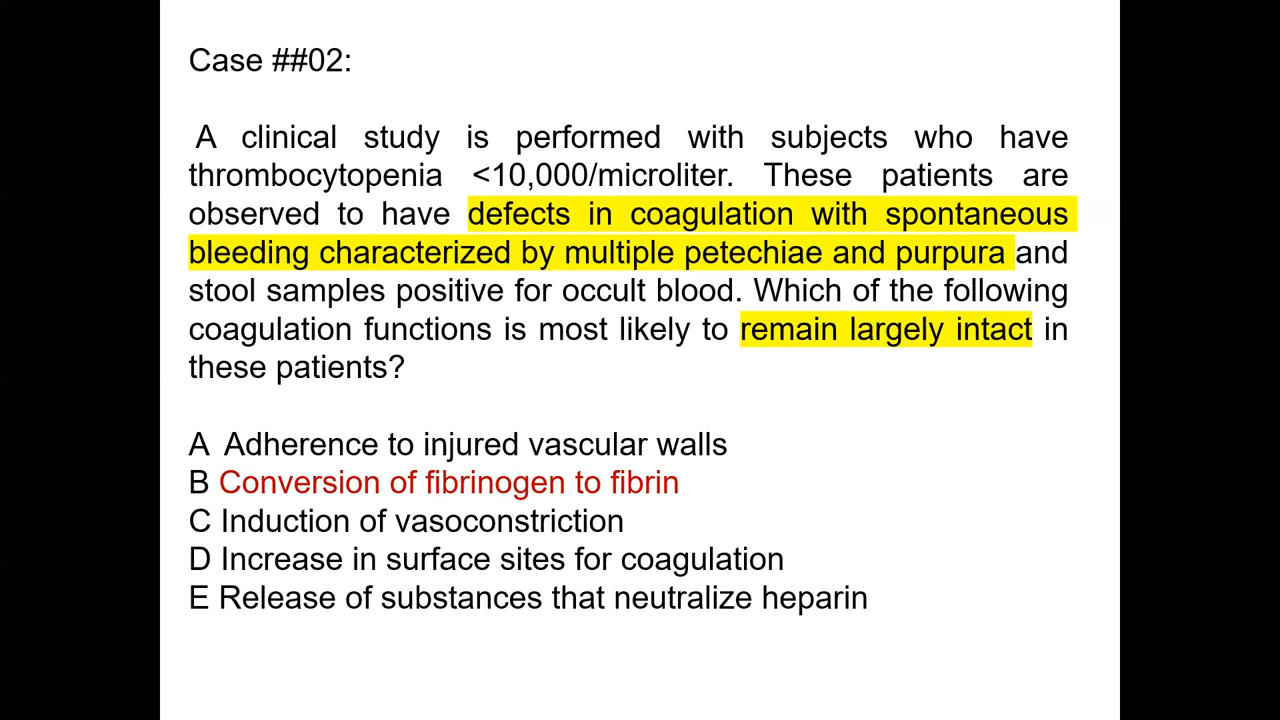 Case ##02:
A clinical study is performed with subjects who have
thrombocytopenia <10,000/microliter. These patients are
observed to have defects in coagulation with spontaneous
bleeding characterized by multiple petechiae and purpura and
stool samples positive for occult blood. Which of the following
coagulation functions is most likely to remain largely intact in
these patients?
A Adherence to injured vascular walls
B Conversion of fibrinogen to fibrin
C Induction of vasoconstriction
D Increase in surface sites for coagulation
E Release of substances that neutralize heparin